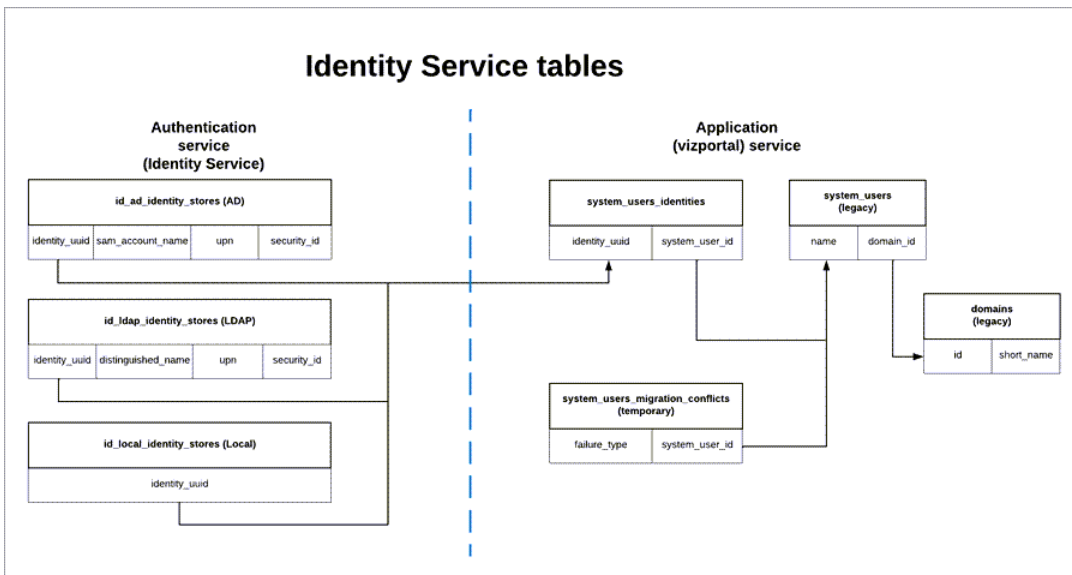 Identity Service tables
Authentication
service
(Identity Service)
id_ad_identity_stores (AD)
identity_uuid sam_account_name upn security_id
id_ldap_identity_stores (LDAP)
identity_uuid distinguished_name upn security_id
id_local_identity_stores (Local)
identity_uuid
Application
(vizportal) service
system_users_identities
identity_uuid system_user_id
system_users
(legacy)
name domain_id
domains
(legacy)
id short_name
system_users_migration_conflicts
(temporary)
failure_type system_user_id